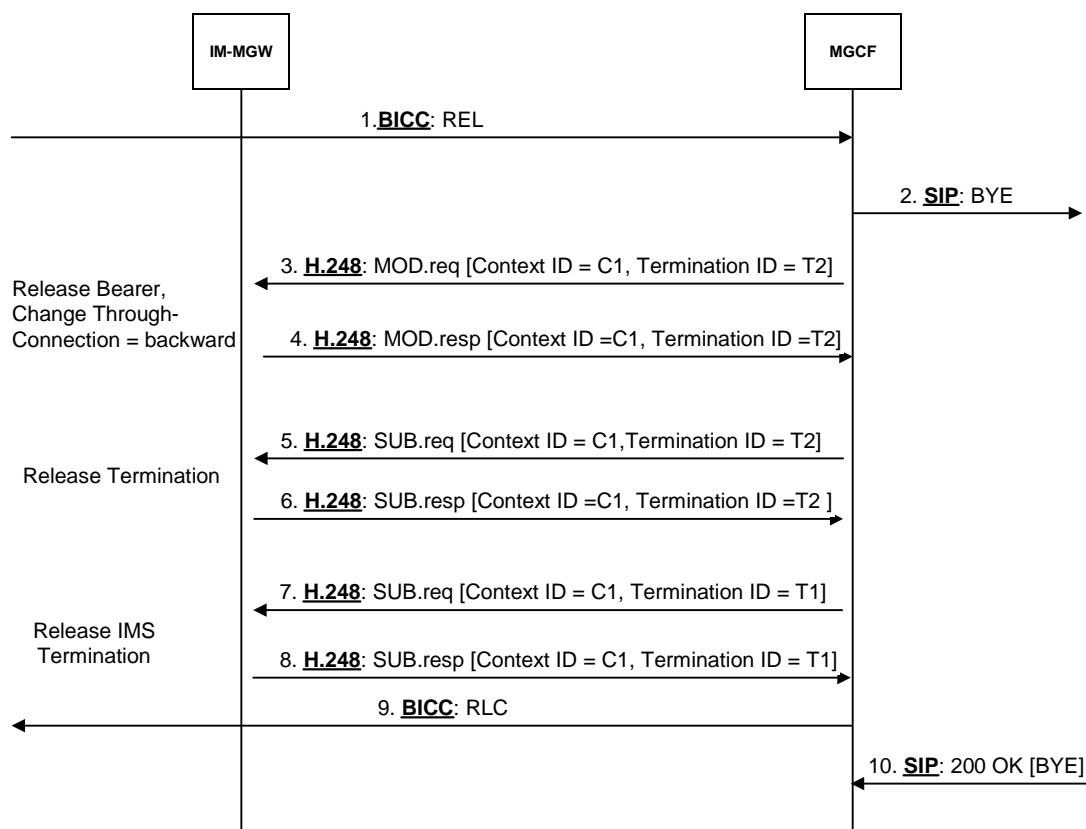 IM-MGW
MGCF
1.BICC: REL
2. SIP: BYE
3. H.248: MOD.req [Context ID = C1, Termination ID = T2]
Release Bearer,
Change Through-
Connection = backward
4. H.248: MOD.resp [Context ID =C1, Termination ID =T2]
5. H.248: SUB.req [Context ID = C1,Termination ID = T2]
Release Termination
6. H.248: SUB.resp [Context ID =C1, Termination ID =T2 ]
7. H.248: SUB.req [Context ID = C1, Termination ID = T1]
Release IMS
Termination
8. H.248: SUB.resp [Context ID = C1, Termination ID = T1]
9. BICC: RLC
10. SIP: 200 OK [BYE]